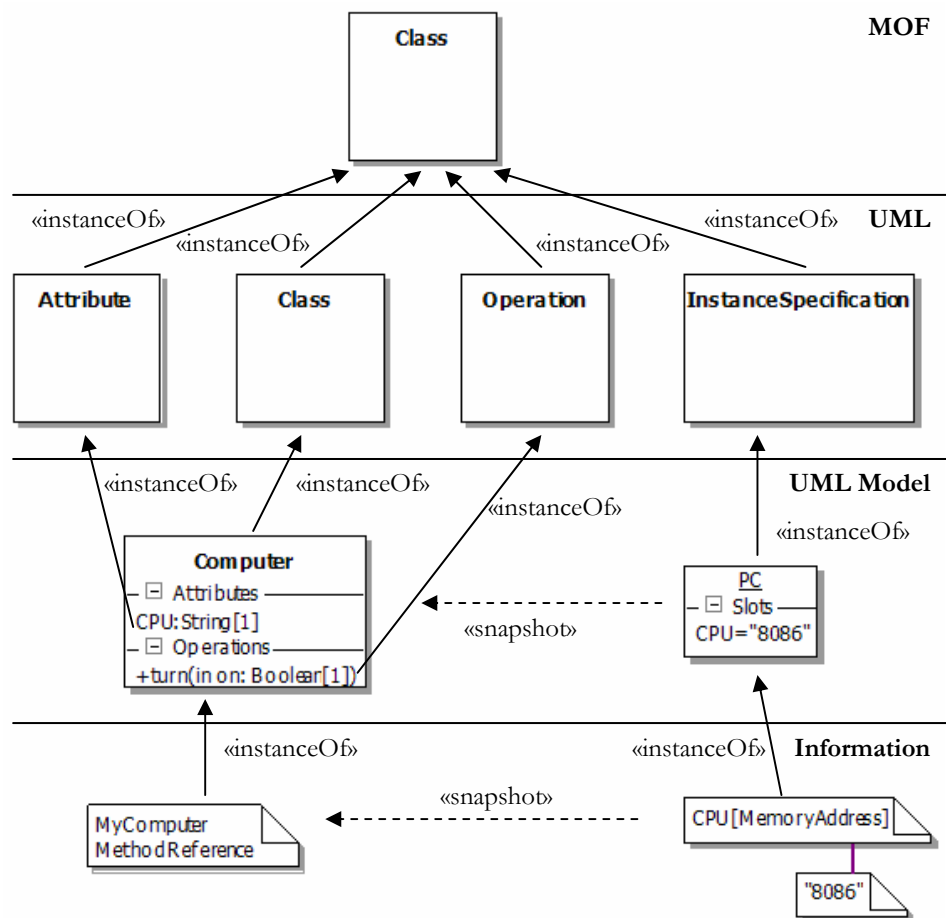 Class
MOF
«instanceOf»
«instanceOf»
«instanceOf»
«instanceOf»
UML
Attribute
Class
Operation
InstanceSpecification
«instanceOf»
«instanceOf»
«instanceOf»
UML Model
«instanceOf»
Computer
Attributes
CPU:String[1]
Operations
+turn(in on: Boolear[1])
«snapshot»
PC
Slots
CPU="8086"
«instanceOf»
«instanceOf»
Information
«snapshot»
MyComputer
MethodReference
CPU[MemoryAddress]
"8086"